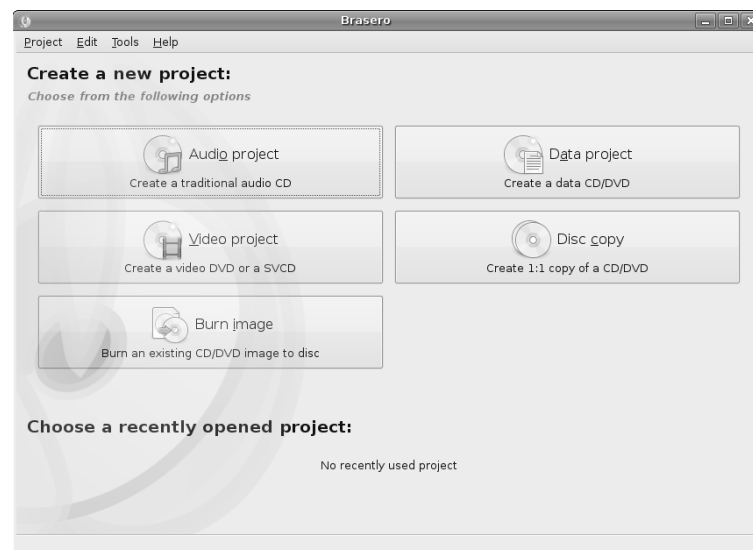 Brasero
Project Edit Tools Help
Create a new project:
Choose from the following options
Audio project
Create a traditional audio CD
Data project
Create a data CD/DVD
Video project
Create a video DVD or a SVCD
Disc copy
Create 1:1 copy of a CD/DVD
Burn image
Burn an existing CD/DVD image to disc
Choose a recently opened project:
No recently used project